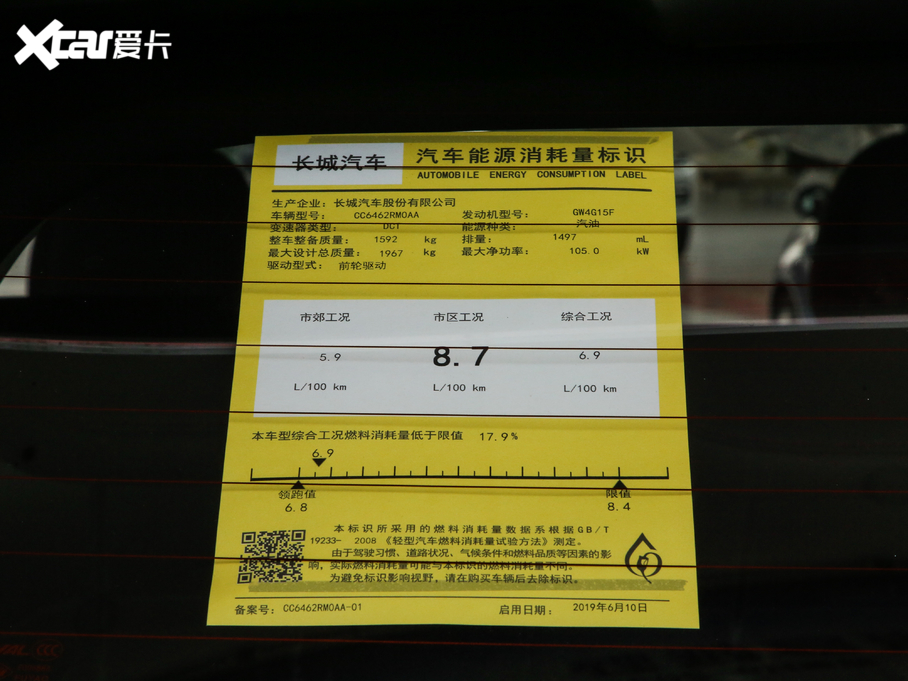 Xcar爱卡
长城汽车
汽车能源消耗量标识
AUTOMOBILE ENERGY CONSUMPTION LABEL
生产企业: 长城汽车股份有限公司
车辆型号: CC6462RM0AA 发动机型号: GW4G15F
变速器类型: DCT 能源种类: 汽油
整车整备质量: 1592 kg 排量: 1497 mL
最大设计总质量: 1967 kg 最大净功率: 105.0 kW
驱动型式: 前轮驱动
市郊工况 市区工况 综合工况
5.9 8.7 6.9
L/100 km L/100 km L/100 km
本车型综合工况燃料消耗量低于限值 17.9%
6.9
领跑值 限值
6.8 8.4
本标识所采用的燃料消耗量数据系根据GB/T
19233- 2008 《轻型汽车燃料消耗量试验方法》测定。
由于驾驶习惯、道路状况、气候条件和燃料品质等因素的影
响，实际燃料消耗量可能与本标识的燃料消耗量不同。
为避免标识影响视野，请在购买车辆后去除标识。
备案号: CC6462RM0AA-01 启用日期: 2019年6月10日